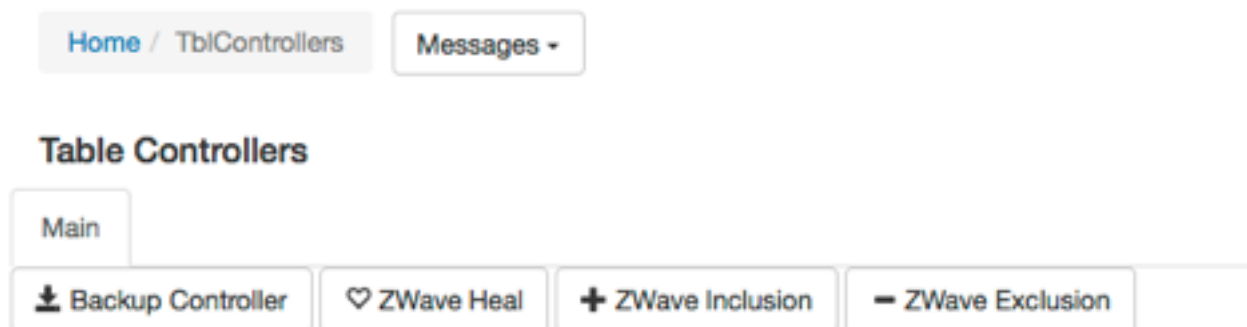 Home / TblControllers Messages
Table Controllers
Main
Backup Controller ZWave Heal ZWave Inclusion ZWave Exclusion